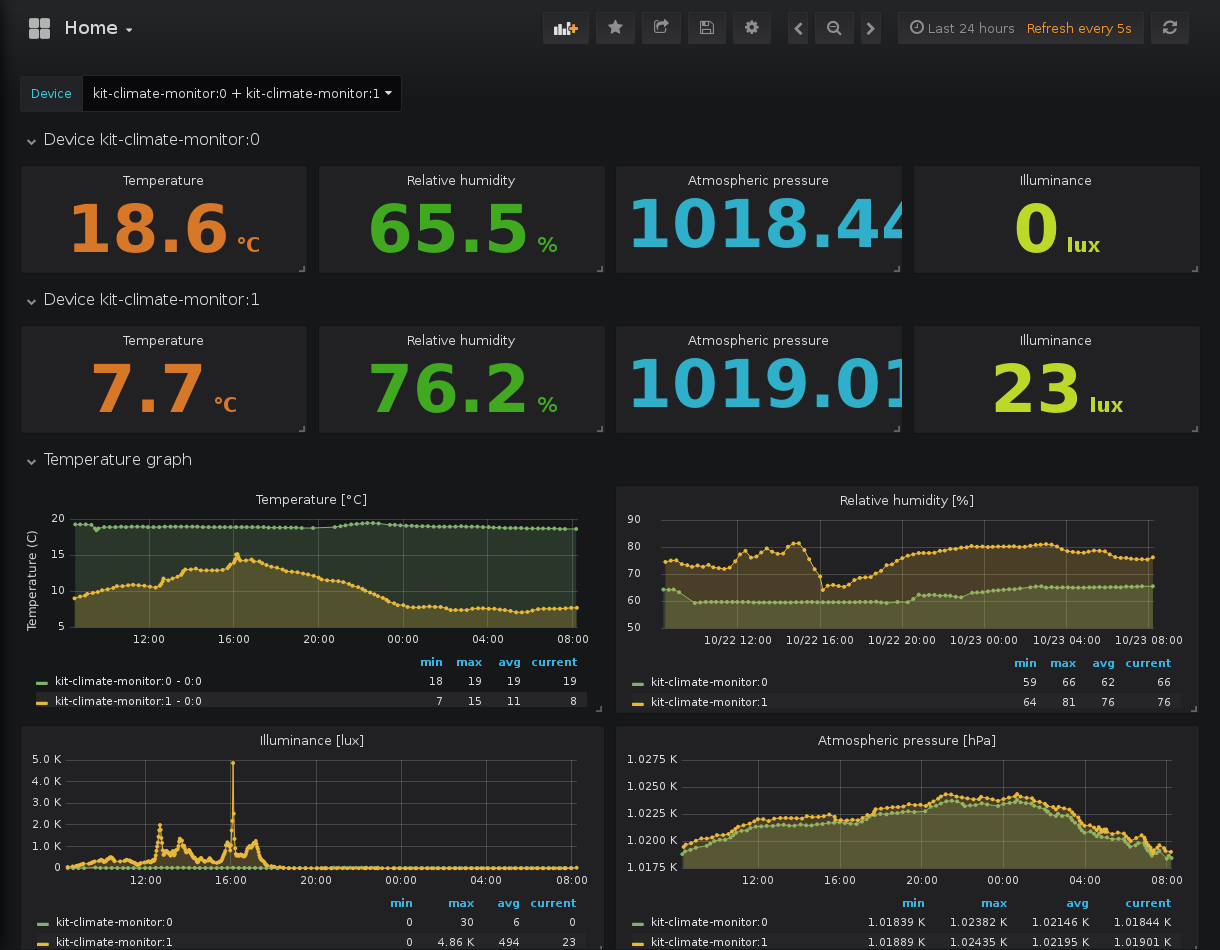 Home
Last 24 hours Refresh every 5s
Device kit-climate-monitor:0 + kit-climate-monitor:1
Device kit-climate-monitor:0
Temperature Relative humidity Atmospheric pressure Illuminance
18.6 °C 65.5 % 1018.44 0 lux
Device kit-climate-monitor:1
Temperature Relative humidity Atmospheric pressure Illuminance
7.7 °C 76.2 % 1019.01 23 lux
Temperature graph
Temperature [°C]
Temperature (C)
20
15
10
5
12:00 16:00 20:00 00:00 04:00 08:00
min max avg current
kit-climate-monitor:0 - 0:0 18 19 19 19
kit-climate-monitor:1 - 0:0 7 15 11 8
Relative humidity [%]
90
80
70
60
50
10/22 12:00 10/22 16:00 10/22 20:00 10/23 00:00 10/23 04:00 10/23 08:00
min max avg current
kit-climate-monitor:0 59 66 62 66
kit-climate-monitor:1 64 81 76 76
Illuminance [lux]
5.0 K
4.0 K
3.0 K
2.0 K
1.0 K
0
12:00 16:00 20:00 00:00 04:00 08:00
min max avg current
kit-climate-monitor:0 0 30 6 0
kit-climate-monitor:1 0 4.86 K 494 23
Atmospheric pressure [hPa]
1.0275 K
1.0250 K
1.0225 K
1.0200 K
1.0175 K
12:00 16:00 20:00 00:00 04:00 08:00
min max avg current
kit-climate-monitor:0 1.01839 K 1.02382 K 1.02146 K 1.01844 K
kit-climate-monitor:1 1.01889 K 1.02435 K 1.02195 K 1.01901 K